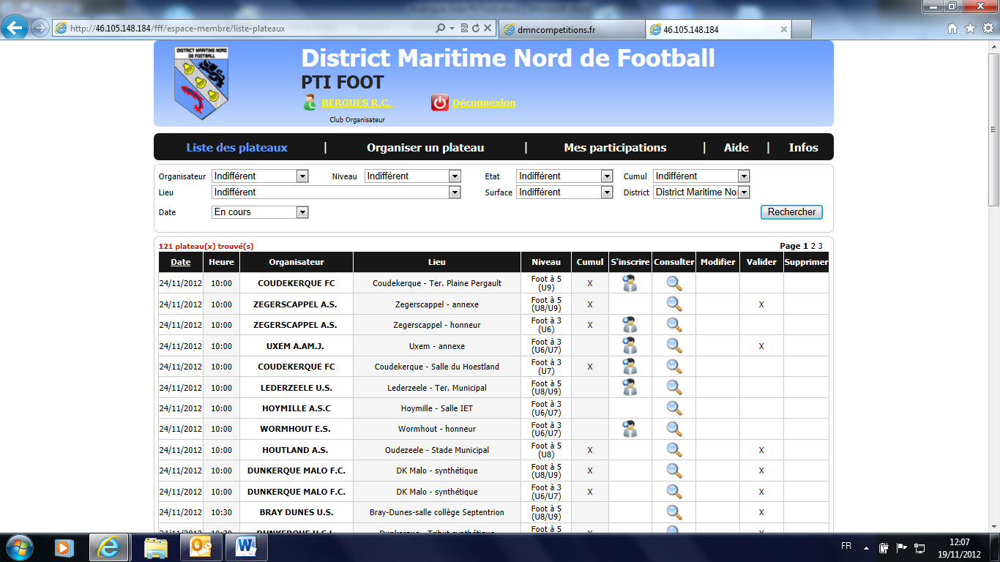 http://46.105.148.184/fff/espace-membre/liste-plateaux
dmncompetitions.fr
46.105.148.184
DISTRICT MARITIME NORD
DE FOOTBALL
District Maritime Nord de Football
PTI FOOT
BERGUES R.C. Déconnexion
Club Organisateur
Liste des plateaux | Organiser un plateau | Mes participations | Aide | Infos
Organisateur Indifférent Niveau Indifférent Etat Indifférent Cumul Indifférent
Lieu Indifférent Surface Indifférent District District Maritime No
Date En cours Rechercher
121 plateau(x) trouvé(s) Page 1 2 3
Date Heure Organisateur Lieu Niveau Cumul S'inscrire Consulter Modifier Valider Supprimer
24/11/2012 10:00 COUDEKERQUE FC Coudekerque - Ter. Plaine Pergault Foot à 5 (U9) X
24/11/2012 10:00 ZEGERSCAPPEL A.S. Zegerscappel - annexe Foot à 5 (U8/U9) X X
24/11/2012 10:00 ZEGERSCAPPEL A.S. Zegerscappel - honneur Foot à 3 (U6) X
24/11/2012 10:00 UXEM A.AM.J. Uxem - annexe Foot à 3 (U6/U7) X
24/11/2012 10:00 COUDEKERQUE FC Coudekerque - Salle du Hoestland Foot à 3 (U7) X
24/11/2012 10:00 LEDERZEELE U.S. Lederzeele - Ter. Municipal Foot à 5 (U8/U9)
24/11/2012 10:00 HOYMILLE A.S.C Hoymille - Salle IET Foot à 3 (U6/U7)
24/11/2012 10:00 WORMHOUT E.S. Wormhout - honneur Foot à 3 (U6/U7)
24/11/2012 10:00 HOUTLAND A.S. Oudezeele - Stade Municipal Foot à 5 (U8) X X
24/11/2012 10:00 DUNKERQUE MALO F.C. DK Malo - synthétique Foot à 5 (U8/U9) X X
24/11/2012 10:00 DUNKERQUE MALO F.C. DK Malo - synthétique Foot à 3 (U6/U7) X X
24/11/2012 10:30 BRAY DUNES U.S. Bray-Dunes-salle collège Septentrion Foot à 5 (U8/U9) X
24/11/2012 10:30 Foot à 5 X X
FR 12:07
19/11/2012